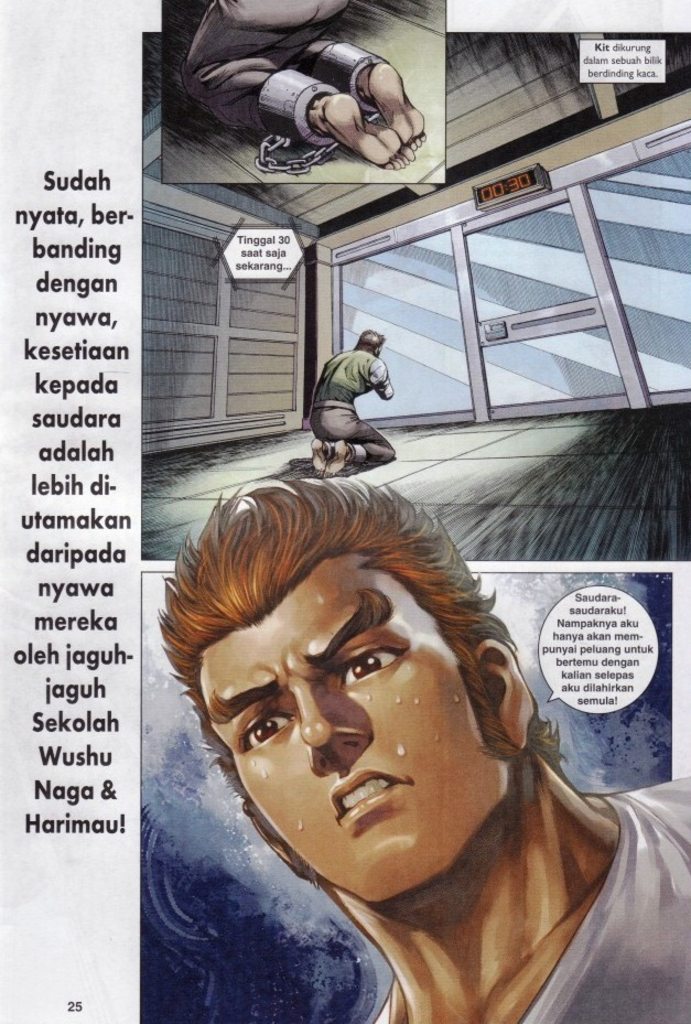 Sudah
nyata, ber-
banding
dengan
nyawa,
kesetiaan
kepada
saudara
adalah
lebih di-
utamakan
daripada
nyawa
mereka
oleh jaguh-
jaguh
Sekolah
Wushu
Naga &
Harimau!
Kit dikurung
dalam sebuah bilik
berdinding kaca.
00:30
Tinggal 30
saat saja
sekarang...
Saudara-
saudaraku!
Nampaknya aku
hanya akan mem-
punyai peluang untuk
bertemu dengan
kalian selepas
aku dilahirkan
semula!
25